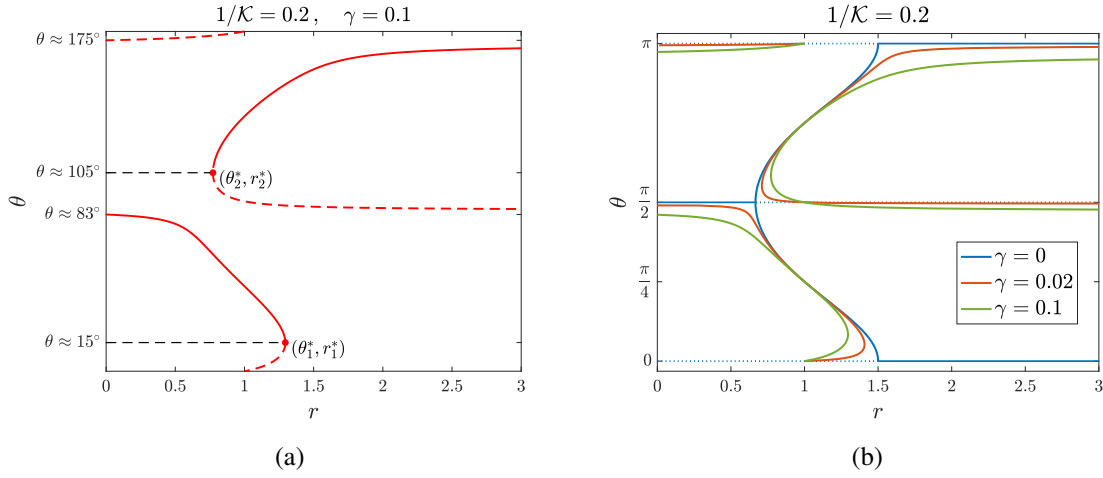 1/𝒦 = 0.2 ,   γ = 0.1
θ ≈ 175°
θ ≈ 105°
θ ≈ 83°
θ ≈ 15°
θ
(θ₂*, r₂*)
(θ₁*, r₁*)
0 0.5 1 1.5 2 2.5 3
r
(a)
1/𝒦 = 0.2
π
π/2
π/4
0
θ
γ = 0
γ = 0.02
γ = 0.1
0 0.5 1 1.5 2 2.5 3
r
(b)